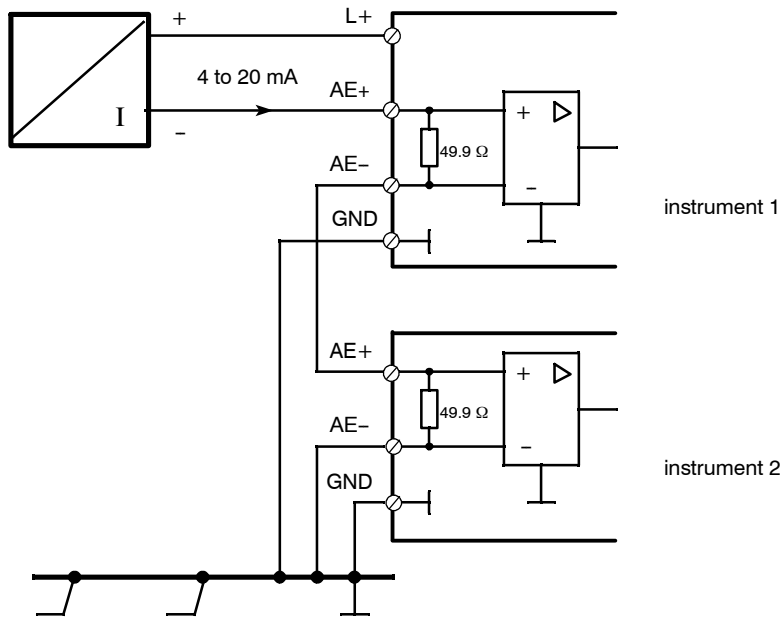 +
L+
4 to 20 mA
AE+
I
−
+
49.9 Ω
AE−
−
GND
instrument 1
AE+
+
49.9 Ω
AE−
−
GND
instrument 2